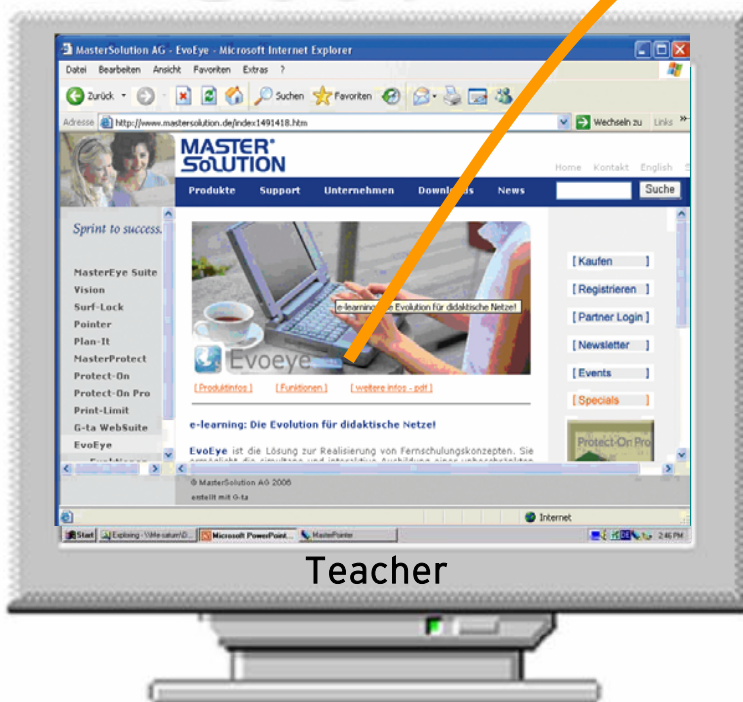 MasterSolution AG - EvoEye - Microsoft Internet Explorer
Datei Bearbeiten Ansicht Favoriten Extras ?
Zurück Suchen Favoriten
Adresse http://www.mastersolution.de/index1491418.htm Wechseln zu Links »
MASTER
SOLUTION
Home Kontakt English
Produkte Support Unternehmen Downloads News Suche
Sprint to success.
MasterEye Suite
Vision
Surf-Lock
Pointer
Plan-It
MasterProtect
Protect-On
Protect-On Pro
Print-Limit
G-ta WebSuite
EvoEye
e-learning: Die Evolution für didaktische Netze!
Evoeye
[Produktinfos ] [Funktionen ] [weitere Infos - pdf ]
e-learning: Die Evolution für didaktische Netze!
EvoEye ist die Lösung zur Realisierung von Fernschulungskonzepten. Sie
[ Kaufen ]
[ Registrieren ]
[ Partner Login ]
[ Newsletter ]
[ Events ]
[ Specials ]
Protect-On Pro
© MasterSolution AG 2006
erstellt mit G-ta
Internet
Start Exploring - Microsoft PowerPoint... MasterPointer DE 2:46 PM
Teacher